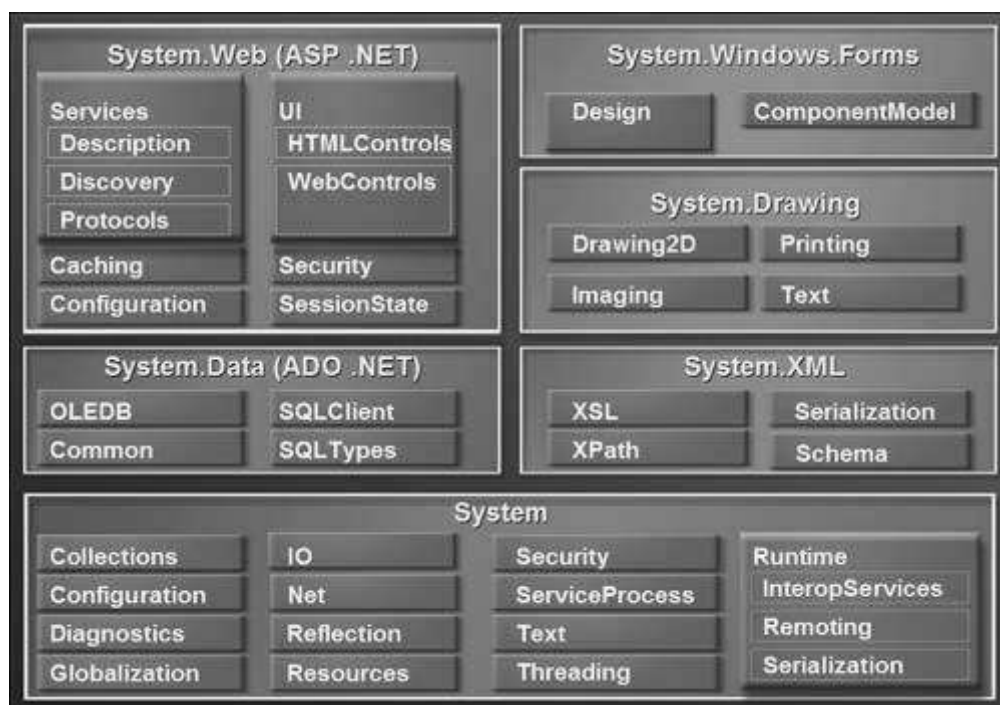 System.Web (ASP .NET)
Services
Description
Discovery
Protocols
UI
HTMLControls
WebControls
Caching
Security
Configuration
SessionState
System.Windows.Forms
Design
ComponentModel
System.Drawing
Drawing2D
Printing
Imaging
Text
System.Data (ADO .NET)
OLEDB
SQLClient
Common
SQLTypes
System.XML
XSL
Serialization
XPath
Schema
System
Collections
Configuration
Diagnostics
Globalization
IO
Net
Reflection
Resources
Security
ServiceProcess
Text
Threading
Runtime
InteropServices
Remoting
Serialization